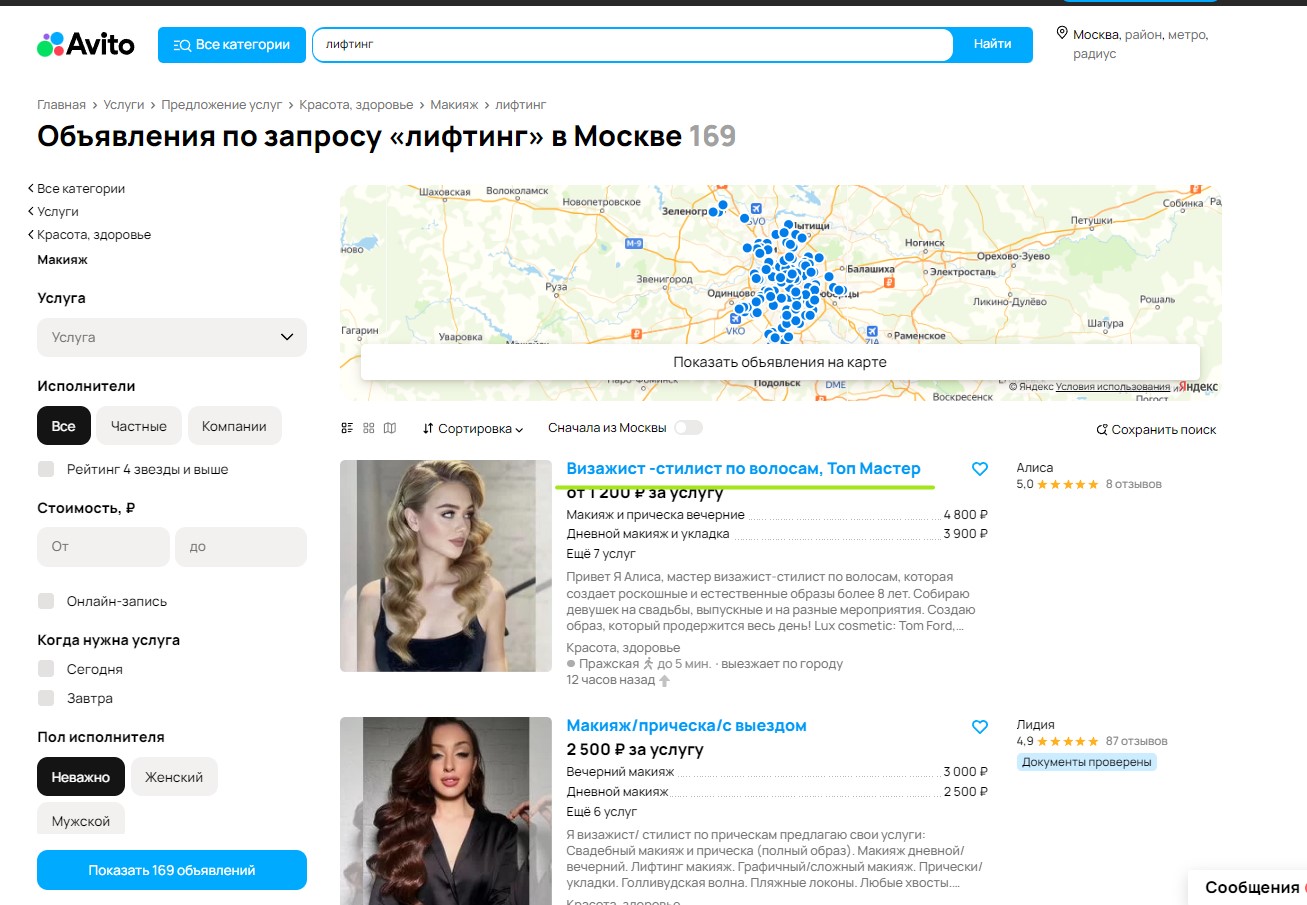 Avito
Все категории
лифтинг
Найти
Москва, район, метро,
радиус
Главная > Услуги > Предложение услуг > Красота, здоровье > Макияж > лифтинг
Объявления по запросу «лифтинг» в Москве 169
Все категории
Услуги
Красота, здоровье
Макияж
Услуга
Услуга
Исполнители
Все
Частные
Компании
Рейтинг 4 звезды и выше
Стоимость, ₽
От
до
Онлайн-запись
Когда нужна услуга
Сегодня
Завтра
Пол исполнителя
Неважно
Женский
Мужской
Показать 169 объявлений
Шаховская
Волоколамск
Новопетровское
Зеленогр
SVO
ытищи
Собинка
Петушки
М-9
Ногинск
Орехово-Зуево
Балашиха
Электросталь
Звенигород
Руза
Одинцово
Ликино-Дулёво
Рошаль
Гагарин
Уваровка
VKO
ZIA
Раменское
Шатура
Показать объявления на карте
Подольск
DME
Воскресенск
© Яндекс Условия использования
Яндекс
Сортировка
Сначала из Москвы
Сохранить поиск
Визажист -стилист по волосам, Топ Мастер
от 1 200 ₽ за услугу
Макияж и прическа вечерние 4 800 ₽
Дневной макияж и укладка 3 900 ₽
Ещё 7 услуг
Привет Я Алиса, мастер визажист-стилист по волосам, которая
создает роскошные и естественные образы более 8 лет. Собираю
девушек на свадьбы, выпускные и на разные мероприятия. Создаю
образ, который продержится весь день! Lux cosmetic: Tom Ford,...
Красота, здоровье
Пражская до 5 мин. · выезжает по городу
12 часов назад
Алиса
5,0 8 отзывов
Макияж/прическа/с выездом
2 500 ₽ за услугу
Вечерний макияж 3 000 ₽
Дневной макияж 2 500 ₽
Ещё 6 услуг
Я визажист/ стилист по прическам предлагаю свои услуги:
Свадебный макияж и прическа (полный образ). Макияж дневной/
вечерний. Лифтинг макияж. Графичный/сложный макияж. Прически/
укладки. Голливудская волна. Пляжные локоны. Любые хвосты....
Красота, здоровье
Лидия
4,9 87 отзывов
Документы проверены
Сообщения